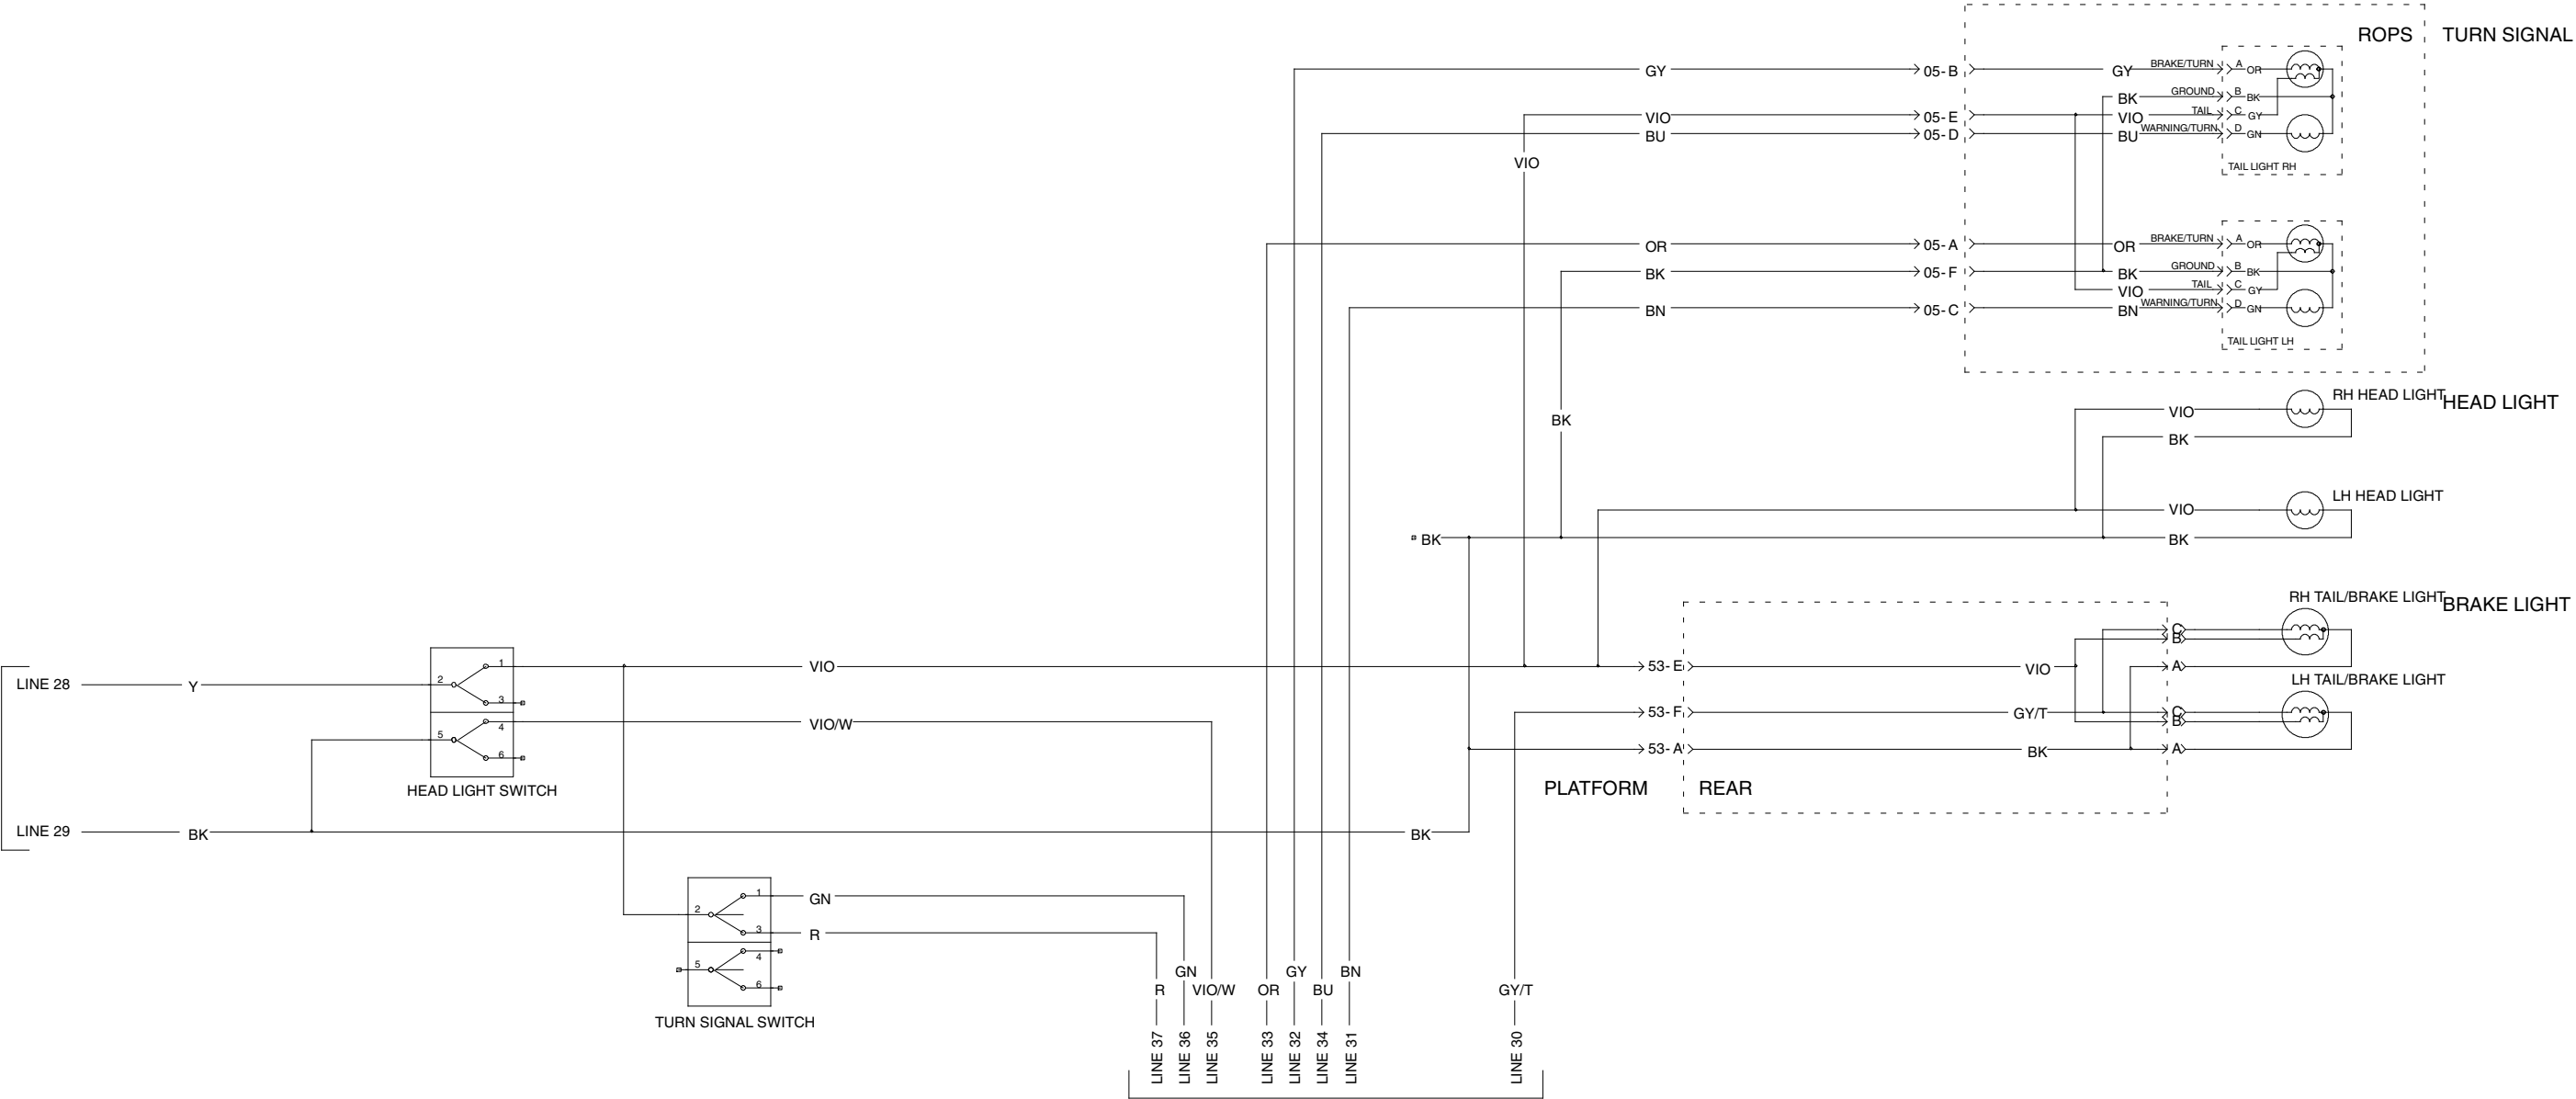 ROPS TURN SIGNAL
GY 05-B GY BRAKE/TURN A OR
BK GROUND B BK
VIO 05-E VIO TAIL C GY
BU 05-D BU WARNING/TURN D GN
VIO
TAIL LIGHT RH
OR 05-A OR BRAKE/TURN A OR
BK 05-F BK GROUND B BK
VIO TAIL C GY
BN 05-C BN WARNING/TURN D GN
TAIL LIGHT LH
RH HEAD LIGHT HEAD LIGHT
VIO
BK
BK
LH HEAD LIGHT
VIO
BK BK
RH TAIL/BRAKE LIGHT BRAKE LIGHT
C
B
1 VIO 53-E VIO A
LINE 28 Y 2
3
LH TAIL/BRAKE LIGHT
4 VIO/W 53-F GY/T C
B
5
6 53-A BK A
HEAD LIGHT SWITCH PLATFORM REAR
LINE 29 BK BK
1 GN
2
3 R
4
5
6
GN GY BN
R VIO/W OR BU GY/T
TURN SIGNAL SWITCH
LINE 37
LINE 36
LINE 35
LINE 33
LINE 32
LINE 34
LINE 31
LINE 30